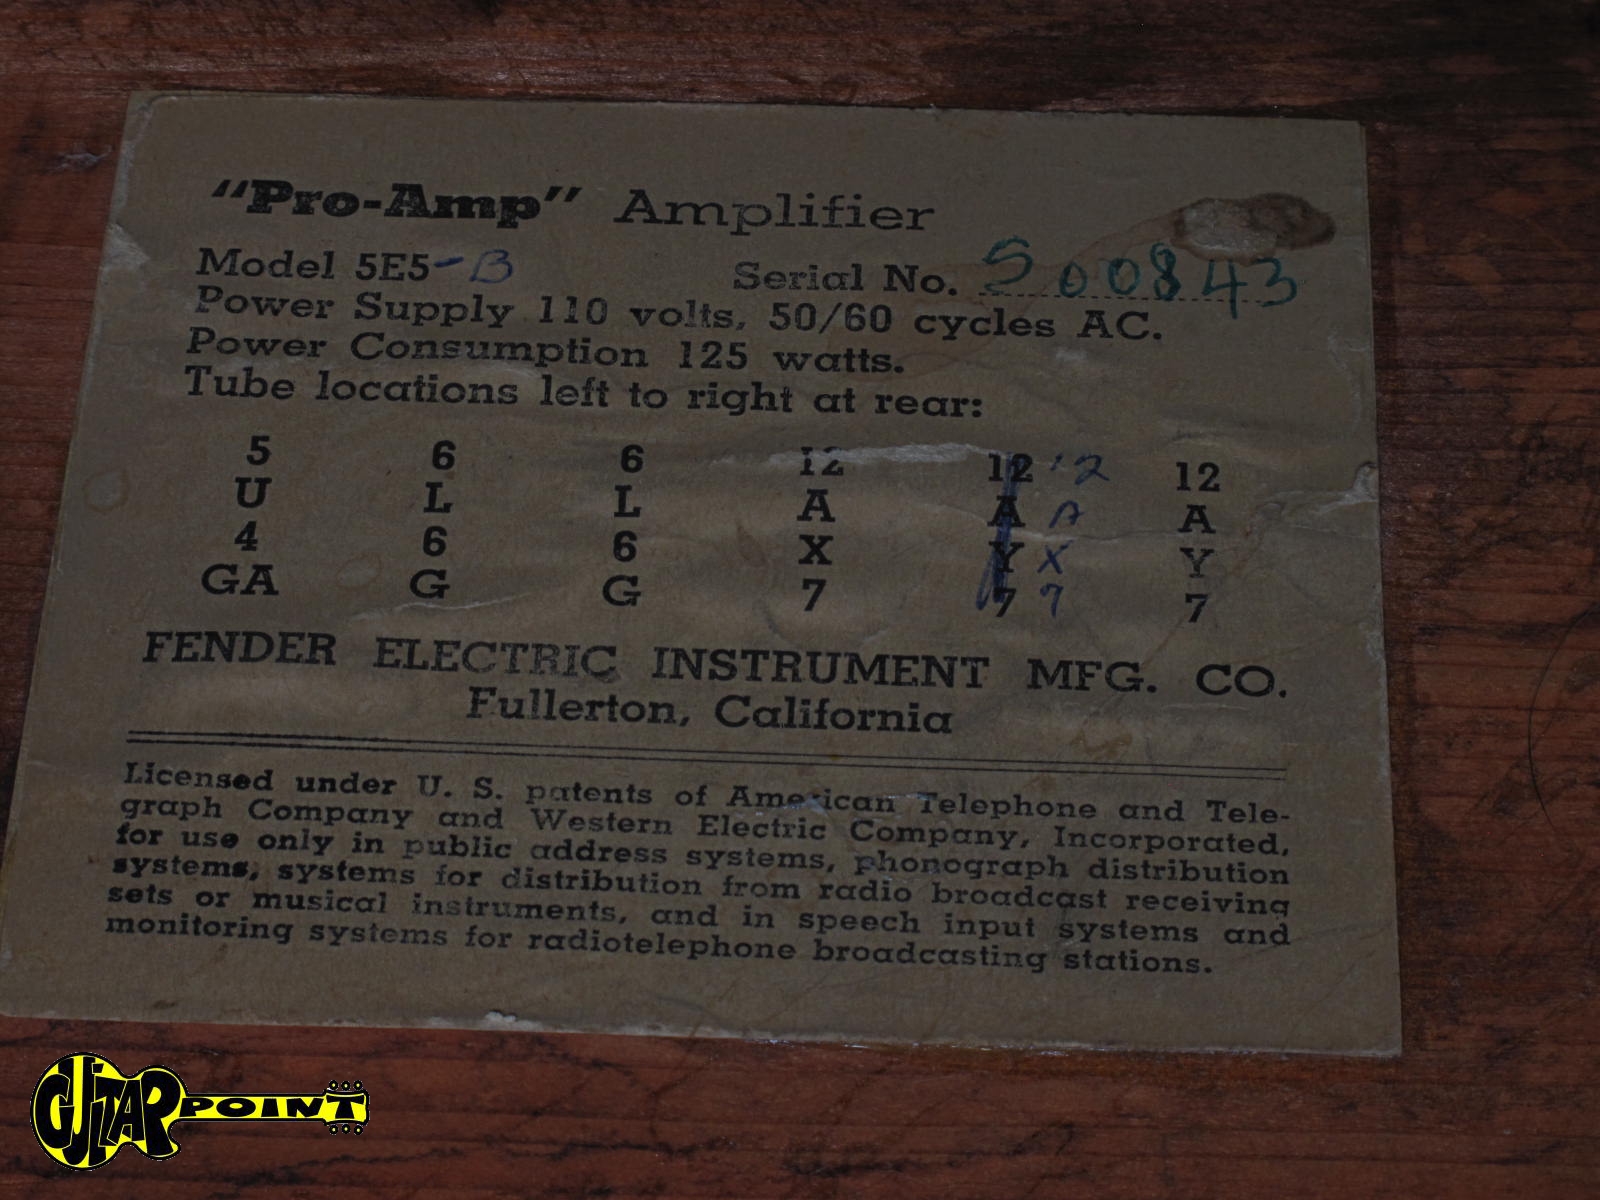 "Pro-Amp" Amplifier
Model 5E5-B Serial No. S00843
Power Supply 110 volts, 50/60 cycles AC.
Power Consumption 125 watts.
Tube locations left to right at rear:
5 6 6 12 12 12 12
U L L A A A A
4 6 6 X Y X Y
GA G G 7 7 7 7
FENDER ELECTRIC INSTRUMENT MFG. CO.
Fullerton, California
Licensed under U. S. patents of American Telephone and Tele-
graph Company and Western Electric Company, Incorporated,
for use only in public address systems, phonograph distribution
systems, systems for distribution from radio broadcast receiving
sets or musical instruments, and in speech input systems and
monitoring systems for radiotelephone broadcasting stations.
GUITAR POINT